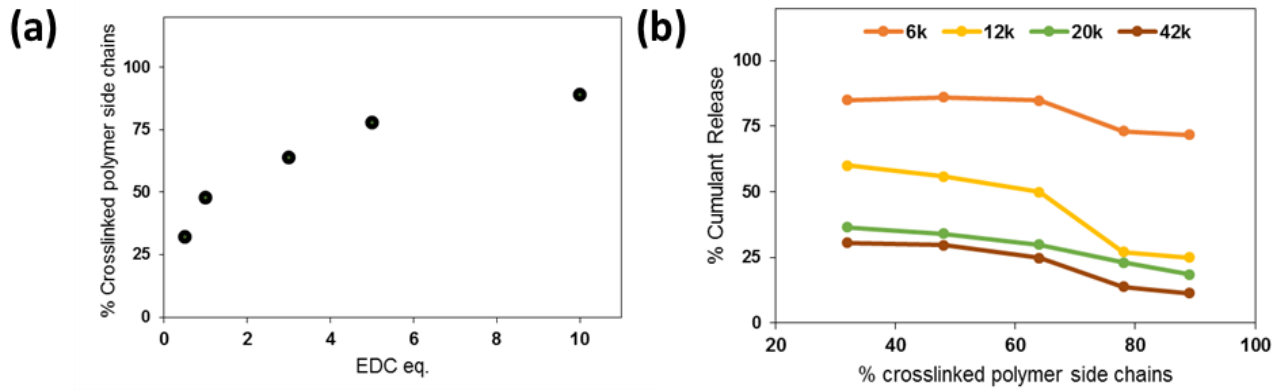 (a)
% Crosslinked polymer side chains
100
75
50
25
0
0 2 4 6 8 10
EDC eq.
(b)
6k 12k 20k 42k
% Cumulant Release
100
75
50
25
0
20 40 60 80 100
% crosslinked polymer side chains